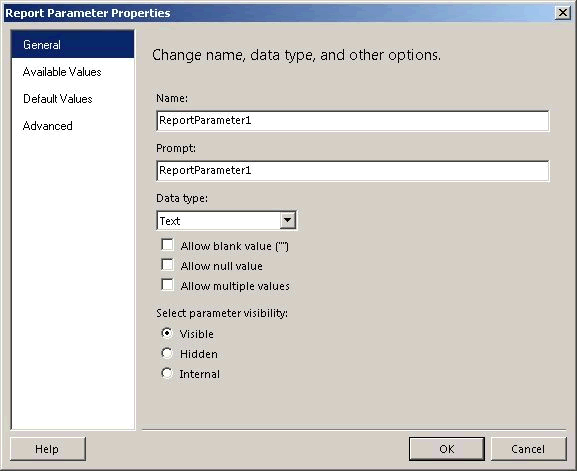 Report Parameter Properties
General
Available Values
Default Values
Advanced
Change name, data type, and other options.
Name:
ReportParameter1
Prompt:
ReportParameter1
Data type:
Text
Allow blank value ("")
Allow null value
Allow multiple values
Select parameter visibility:
Visible
Hidden
Internal
Help
OK
Cancel